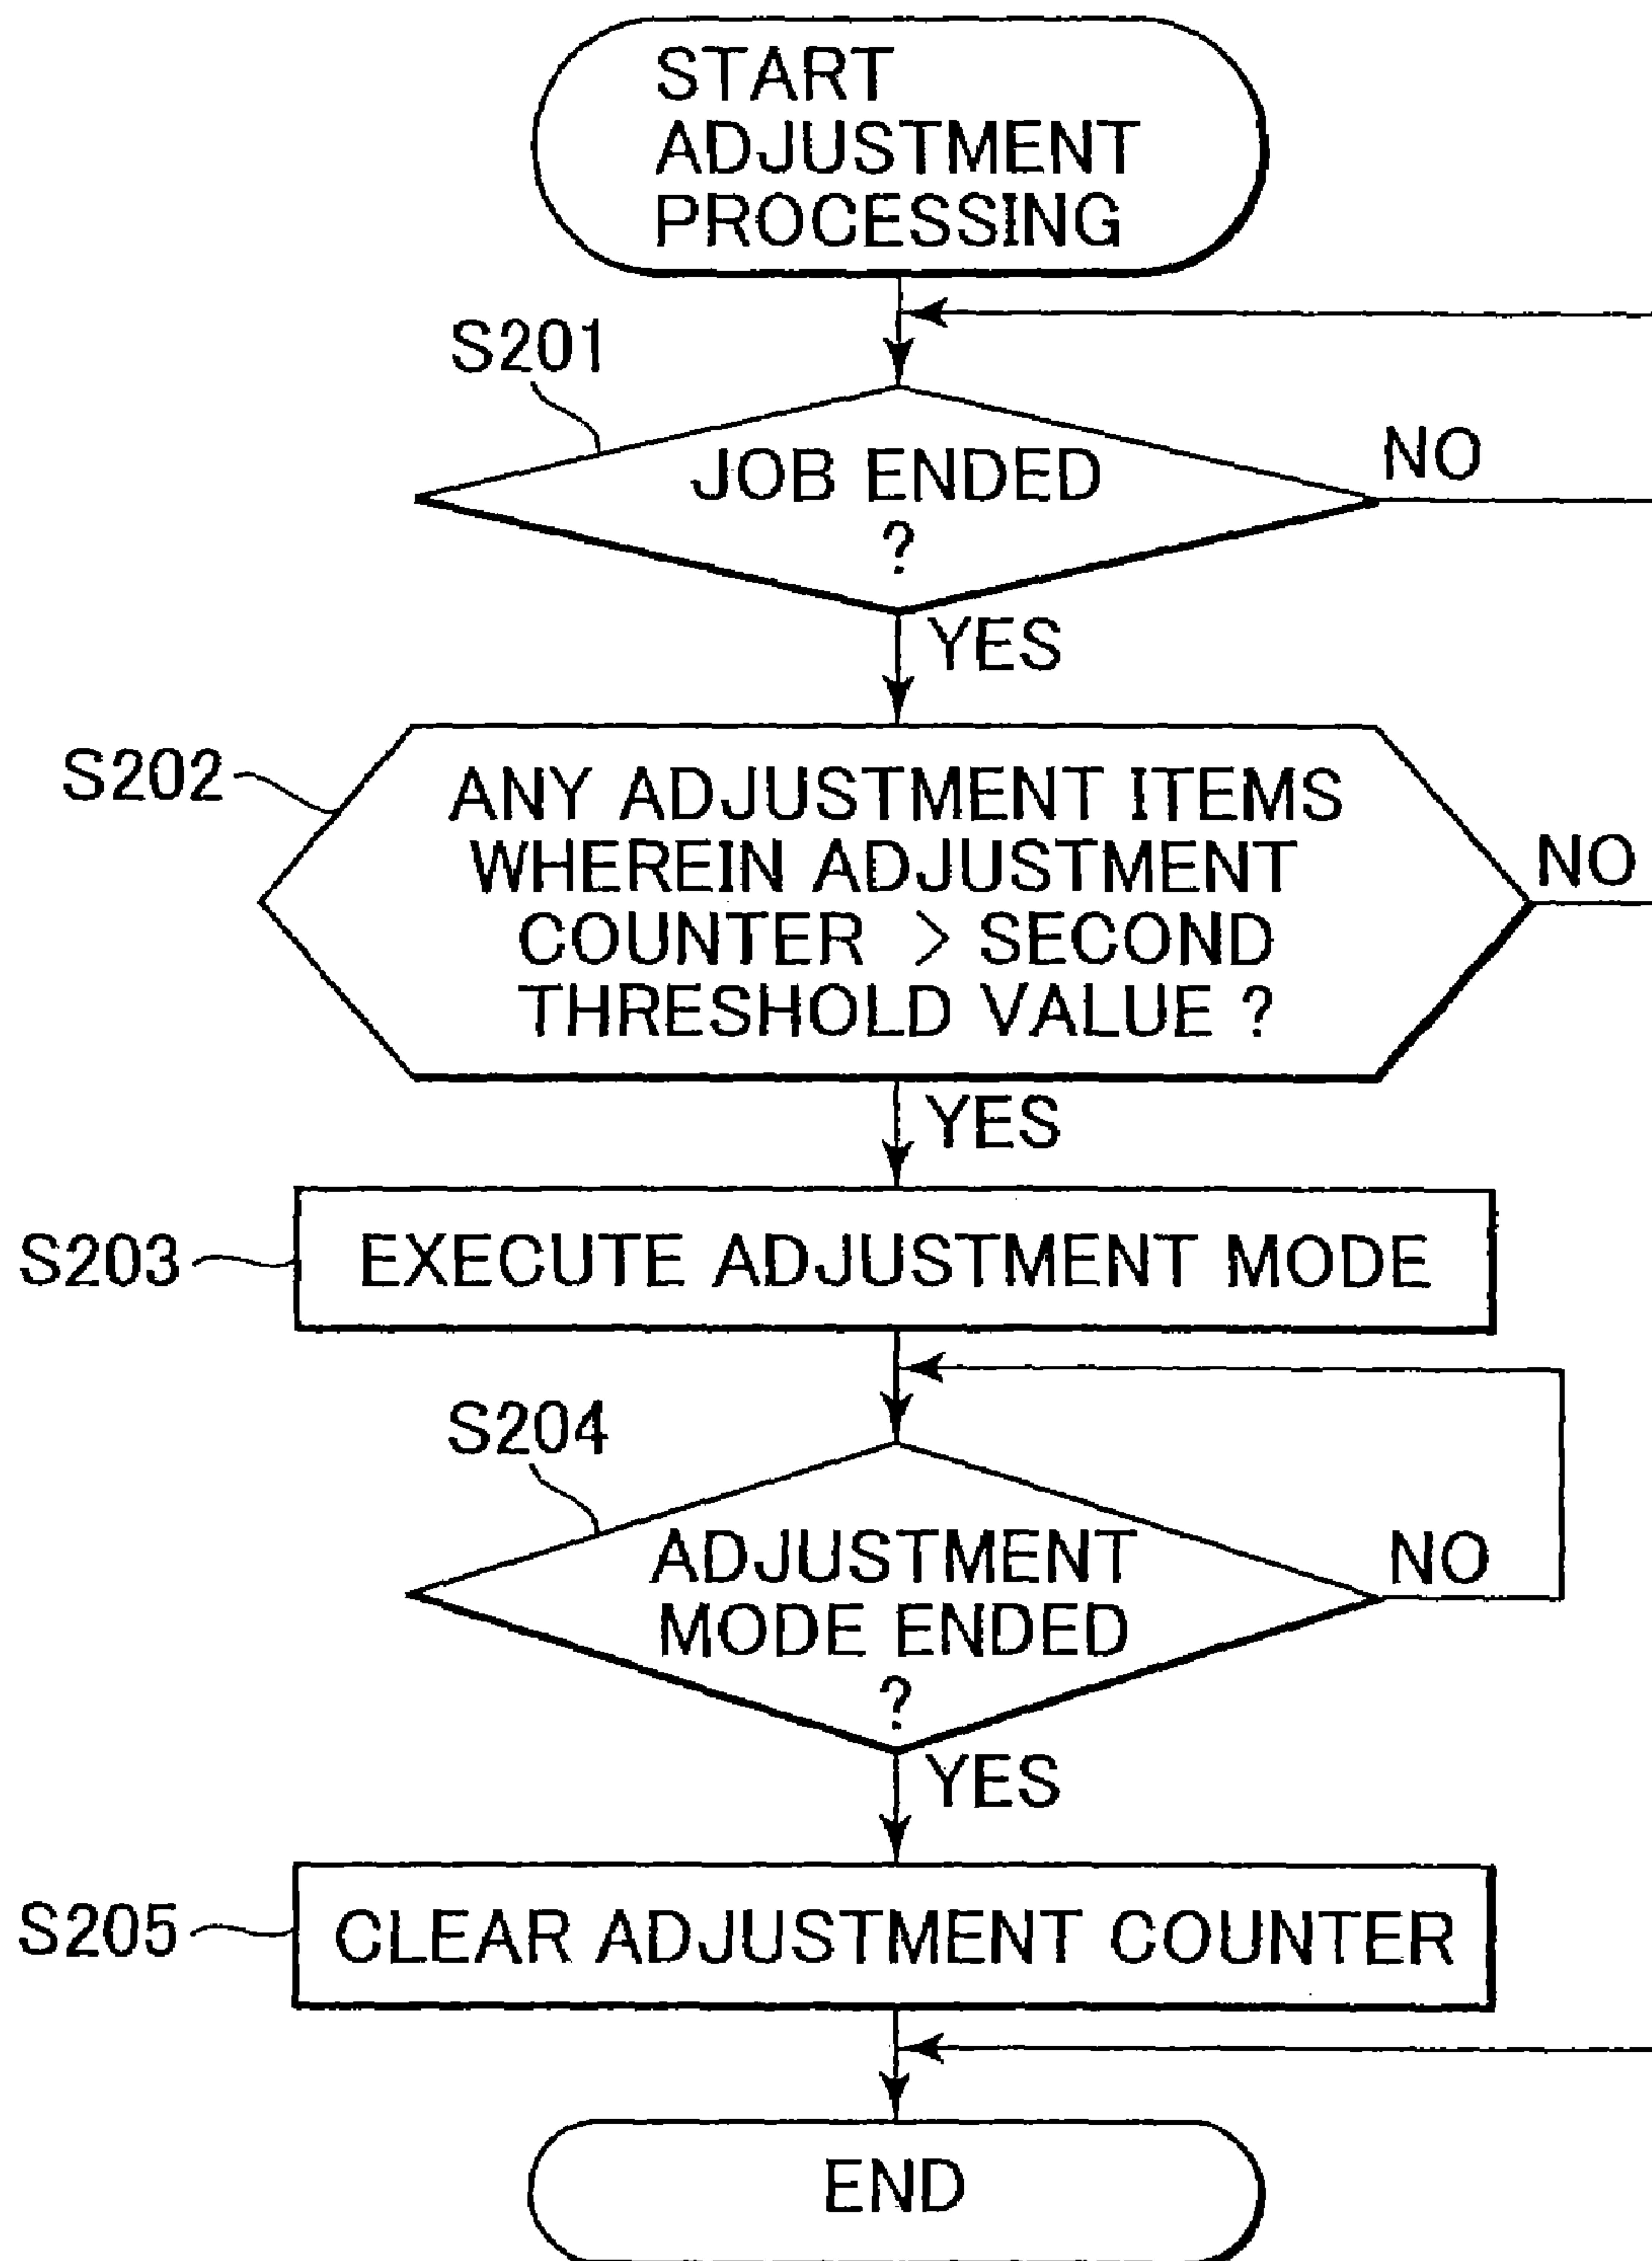 START
ADJUSTMENT
PROCESSING
S201
JOB ENDED
?
NO
YES
S202
ANY ADJUSTMENT ITEMS
WHEREIN ADJUSTMENT
COUNTER > SECOND
THRESHOLD VALUE ?
NO
YES
S203
EXECUTE ADJUSTMENT MODE
S204
ADJUSTMENT
MODE ENDED
?
NO
YES
S205
CLEAR ADJUSTMENT COUNTER
END